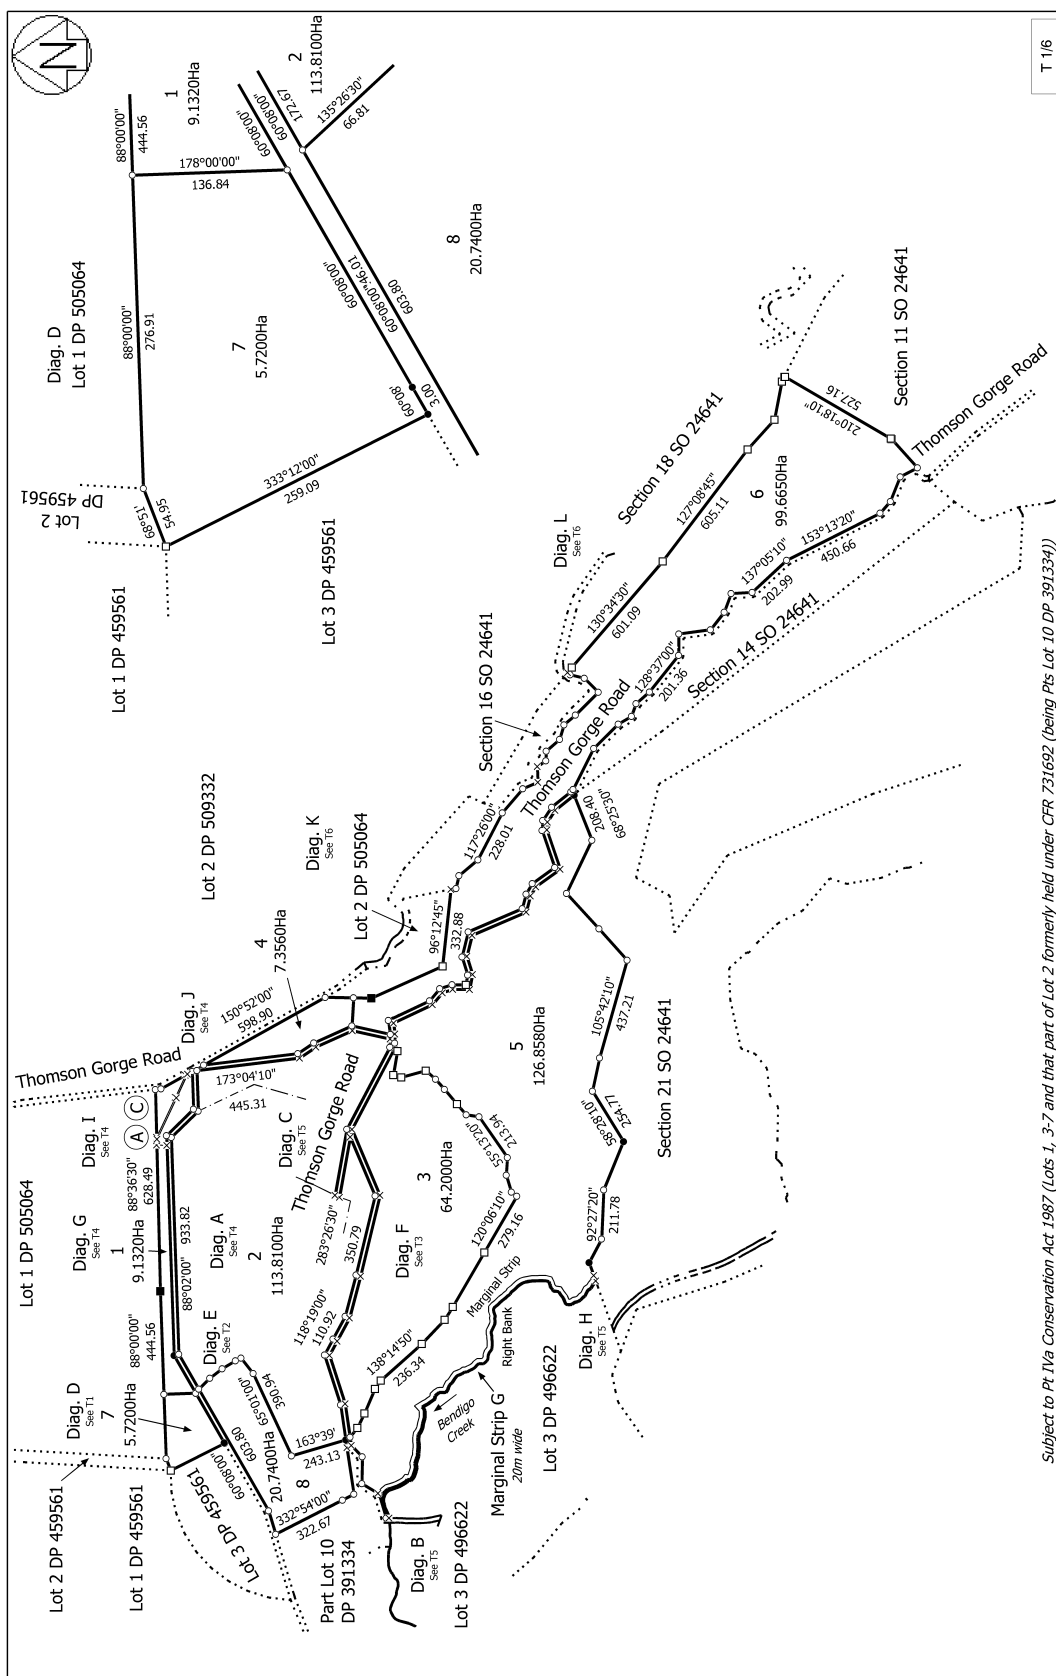 N
T 1/6
Diag. D
Lot 1 DP 505064
88°00'00"
276.91
88°00'00"
444.56
1
9.1320Ha
2
113.8100Ha
178°00'00"
136.84
60°08'00"
60°08'00"
172.67
135°26'30"
66.81
7
5.7200Ha
60°08'00"
60°08'00" 46.01
603.80
8
20.7400Ha
60°08'
3.00
333°12'00"
259.09
68°51'
54.95
Lot 2
DP 459561
Lot 1 DP 459561
Lot 3 DP 459561
Lot 2 DP 459561
Lot 1 DP 459561
Lot 3 DP 459561
Lot 1 DP 505064
Diag. D
See T1
7
5.7200Ha
88°00'00"
444.56
Diag. G
See T4
1
9.1320Ha
88°36'30"
628.49
Diag. I
See T4
A
C
Thomson Gorge Road
Diag. J
See T4
88°02'00"
933.82
Diag. E
See T2
Diag. A
See T4
2
113.8100Ha
173°04'10"
445.31
150°52'00"
598.90
4
7.3560Ha
Lot 2 DP 509332
Diag. K
See T6
Lot 2 DP 505064
96°12'45"
332.88
117°26'00"
228.01
Section 16 SO 24641
Diag. L
See T6
Section 18 SO 24641
130°34'30"
601.09
127°08'45"
605.11
6
99.6650Ha
210°18'10"
527.16
Section 11 SO 24641
Thomson Gorge Road
153°13'20"
450.66
137°05'10"
202.99
Section 14 SO 24641
128°37'00"
201.36
Thomson Gorge Road
208.40
68°25'30"
60°08'00"
603.80
20.7400Ha
8
65°01'00"
390.94
163°39'
243.13
332°54'00"
322.67
Part Lot 10
DP 391334
Diag. C
See T5
Thomson Gorge Road
283°26'30"
350.79
118°19'00"
110.92
Diag. F
See T3
3
64.2000Ha
55°13'20"
213.94
120°06'10"
279.16
138°14'50"
236.34
Marginal Strip
Right Bank
Bendigo
Creek
Marginal Strip G
20m wide
Diag. B
See T5
Lot 3 DP 496622
Lot 3 DP 496622
Diag. H
See T5
92°27'20"
211.78
58°28'10"
254.77
105°42'10"
437.21
5
126.8580Ha
Section 21 SO 24641
Subject to Pt IVa Conservation Act 1987 (Lots 1, 3-7 and that part of Lot 2 formerly held under CFR 731692 (being Pts Lot 10 DP 391334))